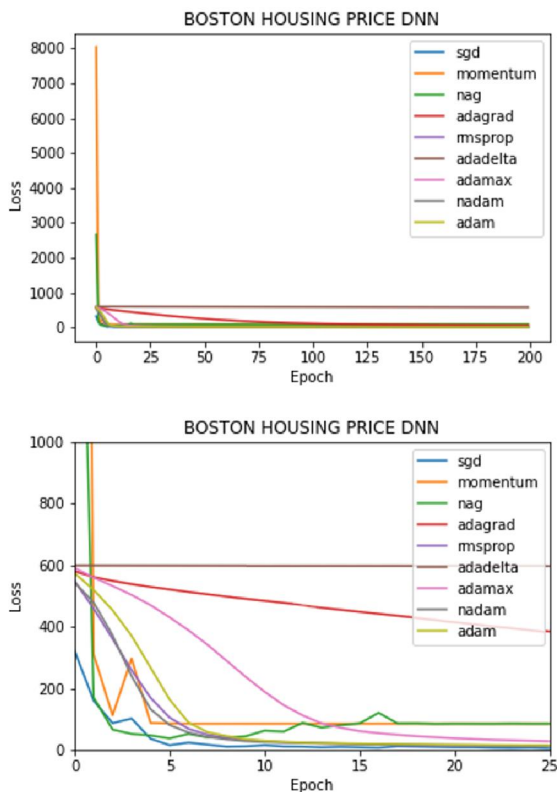 BOSTON HOUSING PRICE DNN
8000
7000
6000
5000
4000
3000
2000
1000
0
Loss
sgd
momentum
nag
adagrad
rmsprop
adadelta
adamax
nadam
adam
0 25 50 75 100 125 150 175 200
Epoch
BOSTON HOUSING PRICE DNN
1000
800
600
400
200
0
Loss
sgd
momentum
nag
adagrad
rmsprop
adadelta
adamax
nadam
adam
0 5 10 15 20 25
Epoch